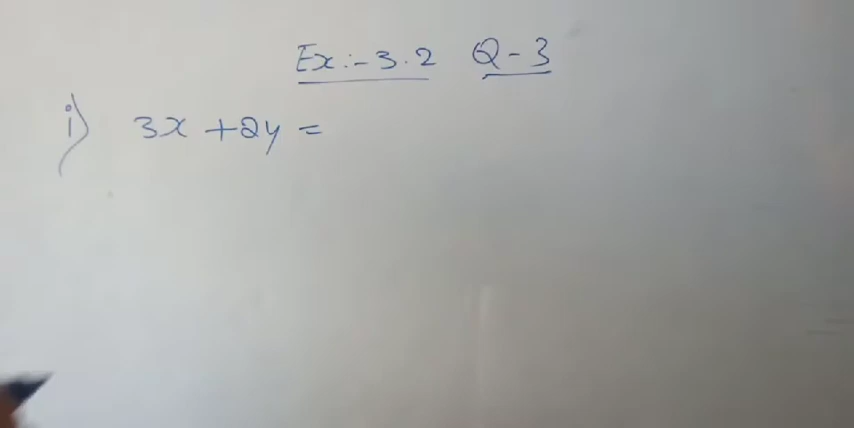 Ex:- 3.2 Q-3
i) 3x + 2y =